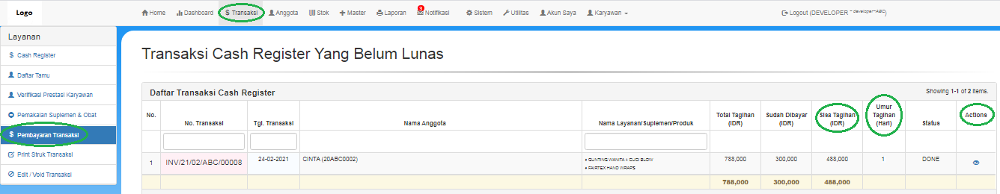 Logo
Home Dashboard $ Transaksi Anggota Stok Master Laporan 3 Notifikasi Sistem Utilitas Akun Saya Karyawan Logout (DEVELOPER - developer-ABC)
Layanan
$ Cash Register
Daftar Tamu
Verifikasi Prestasi Karyawan
Pemakaian Suplemen & Obat
$ Pembayaran Transaksi
Print Struk Transaksi
Edit / Void Transaksi
Transaksi Cash Register Yang Belum Lunas
Daftar Transaksi Cash Register
Showing 1-1 of 2 items.
No. No. Transaksi Tgl. Transaksi Nama Anggota Nama Layanan/Suplemen/Produk Total Tagihan (IDR) Sudah Dibayar (IDR) Sisa Tagihan (IDR) Umur Tagihan (Hari) Status Actions
1 INV/21/02/ABC/00008 24-02-2021 CINTA (20ABC0002) • GUNTING WANITA + CUCI BLOW 788,000 300,000 488,000 1 DONE
• FAIRTEX HAND WRAPS
788,000 300,000 488,000